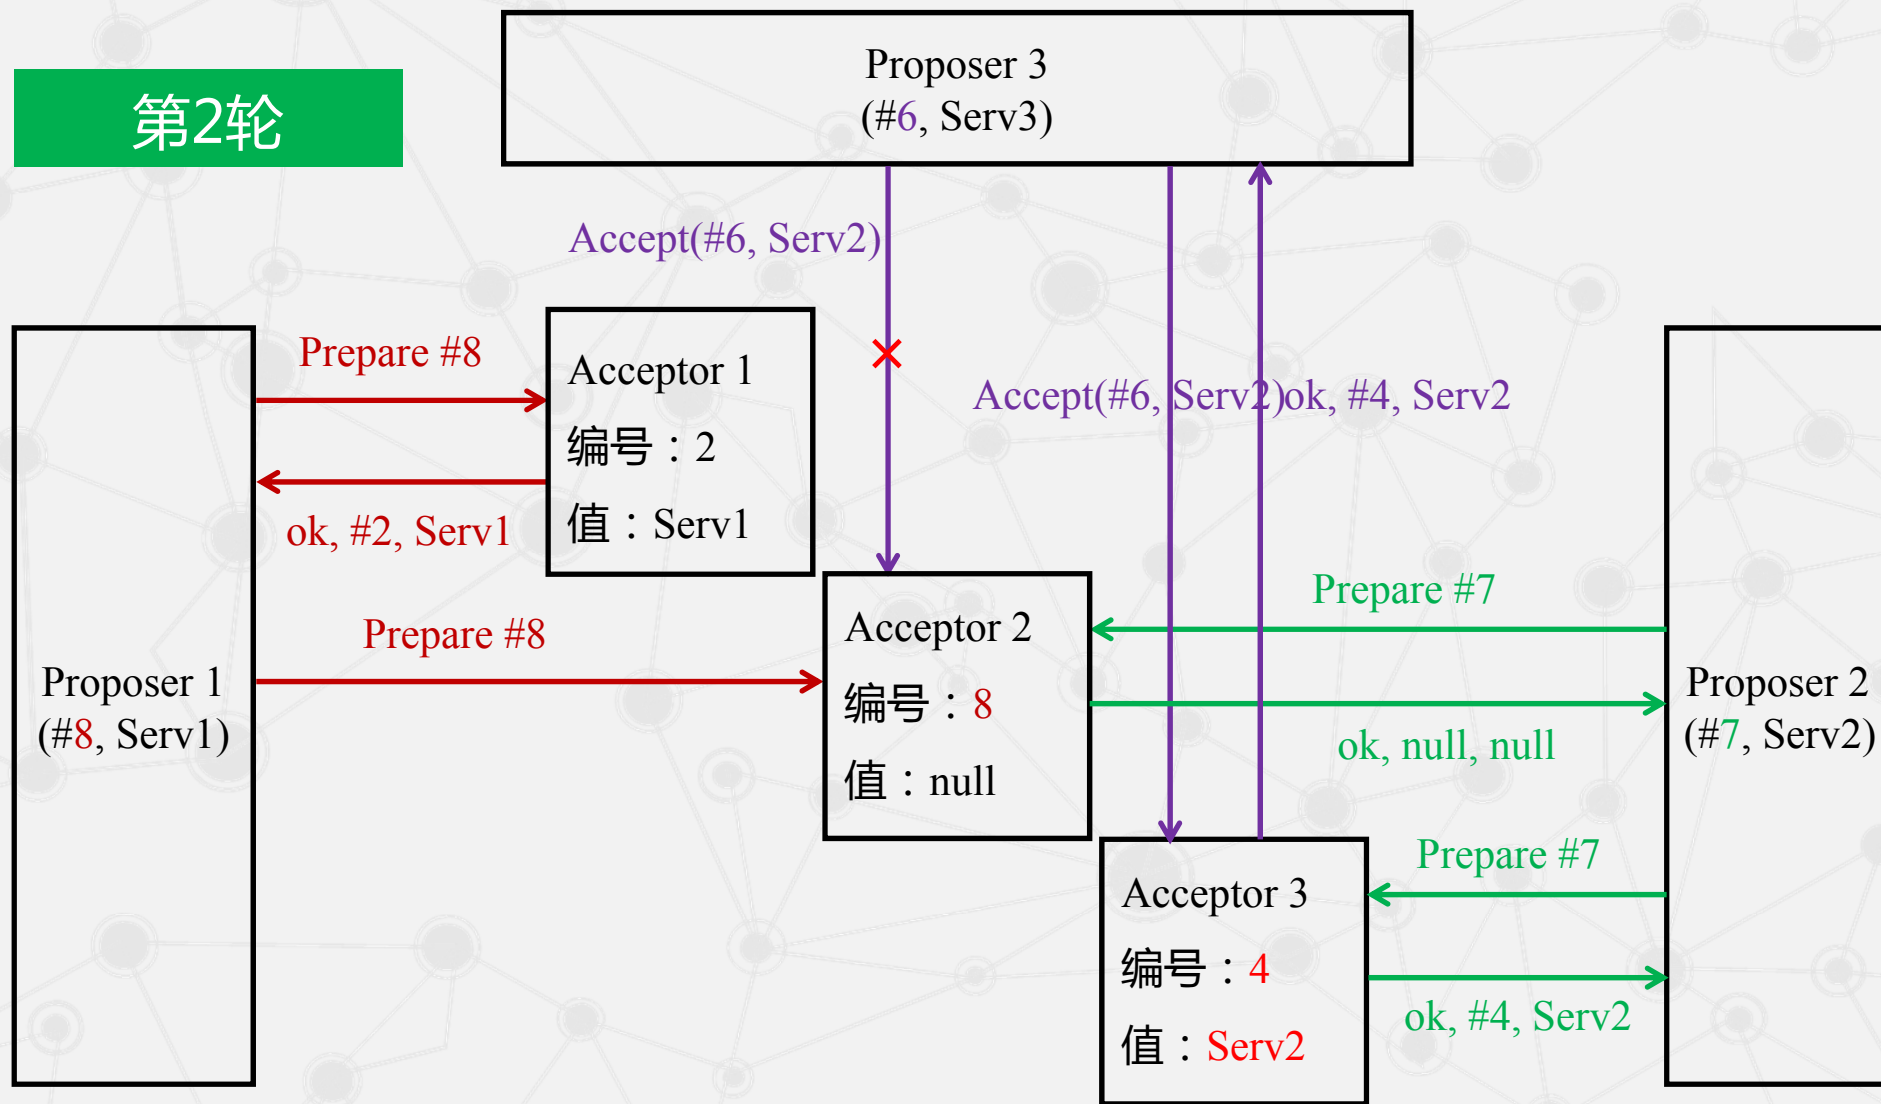 第2轮
Proposer 3
(#6, Serv3)
Accept(#6, Serv2)
Prepare #8
Acceptor 1
编号：2
值：Serv1
ok, #2, Serv1
Accept(#6, Serv2)
ok, #4, Serv2
Prepare #8
Proposer 1
(#8, Serv1)
Acceptor 2
编号：8
值：null
Prepare #7
ok, null, null
Proposer 2
(#7, Serv2)
Acceptor 3
编号：4
值：Serv2
Prepare #7
ok, #4, Serv2